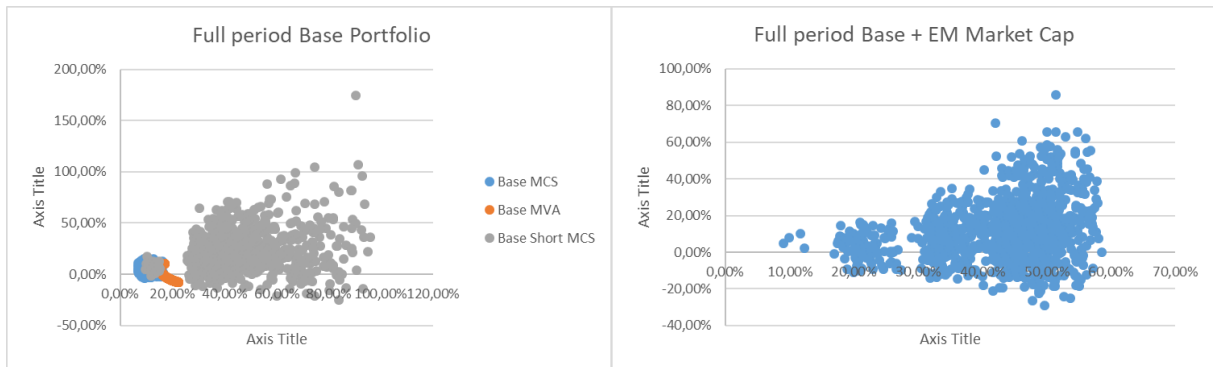 Full period Base Portfolio
200,00%
150,00%
100,00%
50,00%
0,00%
-50,00%
0,00% 20,00% 40,00% 60,00% 80,00% 100,00% 120,00%
Axis Title
Axis Title
Base MCS
Base MVA
Base Short MCS
Full period Base + EM Market Cap
100,00%
80,00%
60,00%
40,00%
20,00%
0,00%
-20,00%
-40,00%
0,00% 10,00% 20,00% 30,00% 40,00% 50,00% 60,00% 70,00%
Axis Title
Axis Title